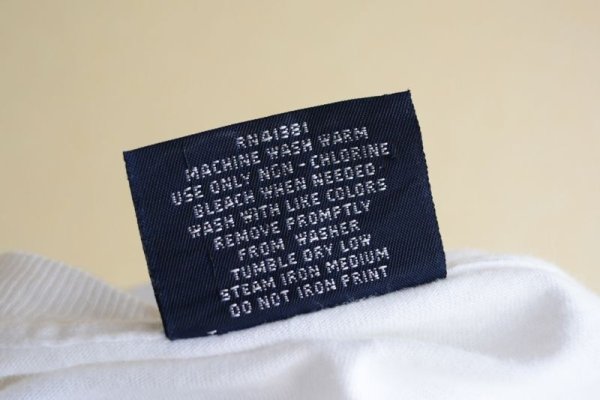 RN41381
MACHINE WASH WARM
USE ONLY NON - CHLORINE
BLEACH WHEN NEEDED.
WASH WITH LIKE COLORS
REMOVE PROMPTLY
FROM WASHER
TUMBLE DRY LOW
STEAM IRON MEDIUM
DO NOT IRON PRINT